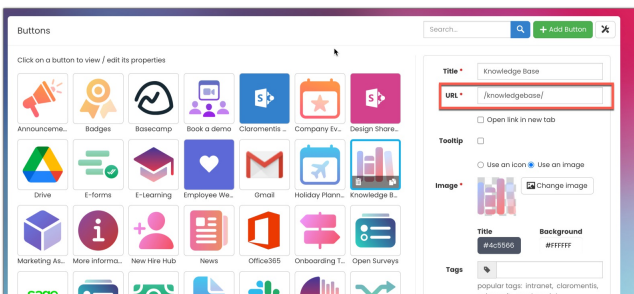 Buttons
Search...
+ Add Button
Click on a button to view / edit its properties
Announceme...
Badges
Basecamp
Book a demo
Claromentis ...
Company Ev...
Design Share...
Drive
E-forms
E-Learning
Employee We...
Gmail
Holiday Plann...
Knowledge B...
Marketing As...
More informa...
New Hire Hub
News
Office365
Onboarding T...
Open Surveys
sage
Title *
Knowledge Base
URL *
/knowledgebase/
Open link in new tab
Tooltip
Use an icon
Use an image
Image *
Change image
Title
Background
#4c5566
#FFFFFF
Tags
popular tags: intranet, claromentis,